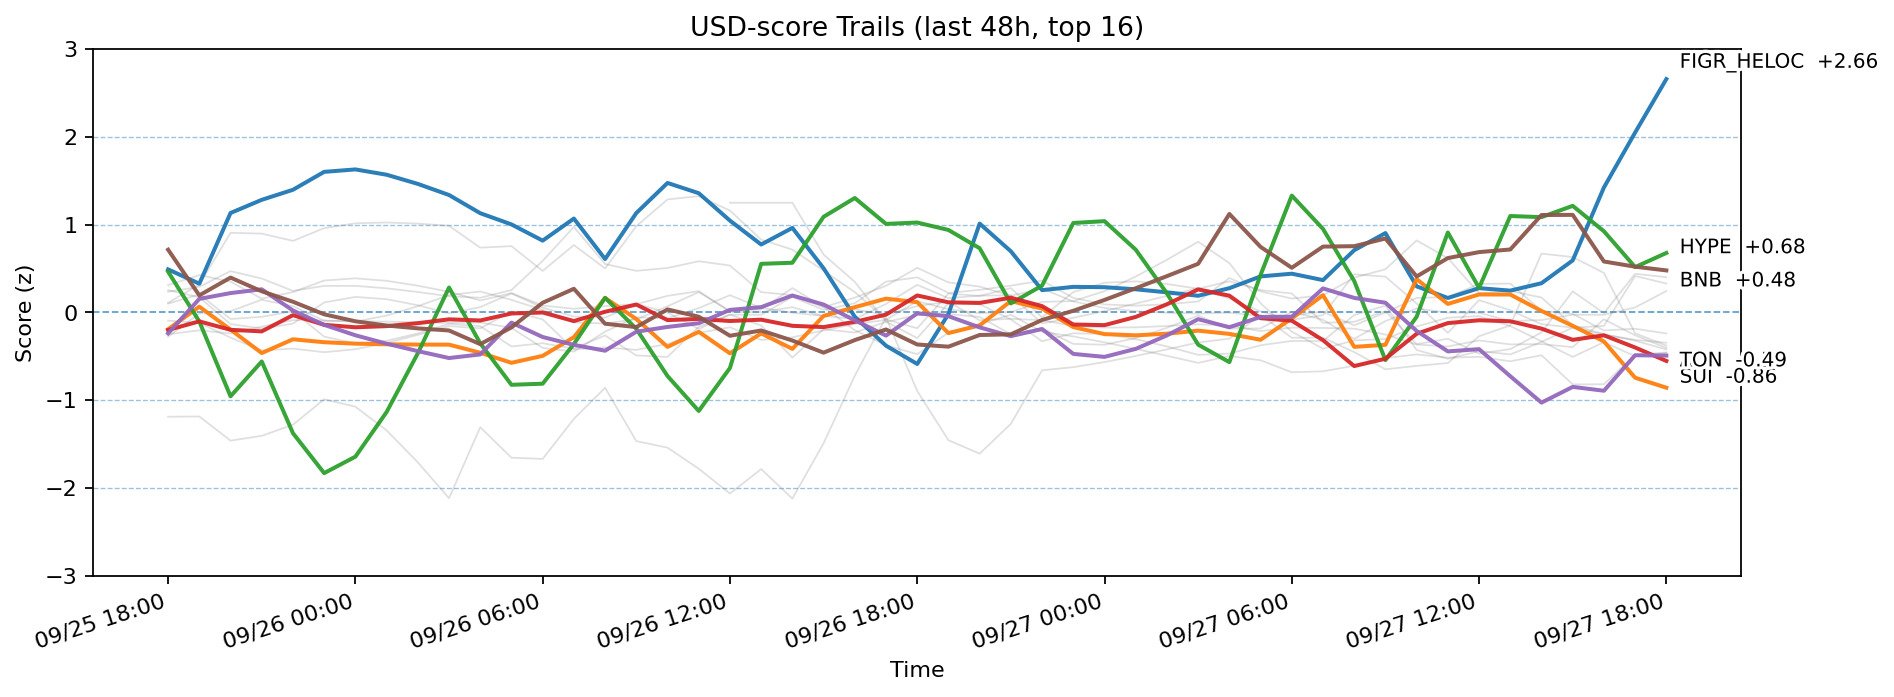 USD-score Trails (last 48h, top 16)
Score (z)
3
2
1
0
−1
−2
−3
FIGR_HELOC +2.66
HYPE +0.68
BNB +0.48
TON -0.49
SUI -0.86
09/25 18:00
09/26 00:00
09/26 06:00
09/26 12:00
09/26 18:00
09/27 00:00
09/27 06:00
09/27 12:00
09/27 18:00
Time